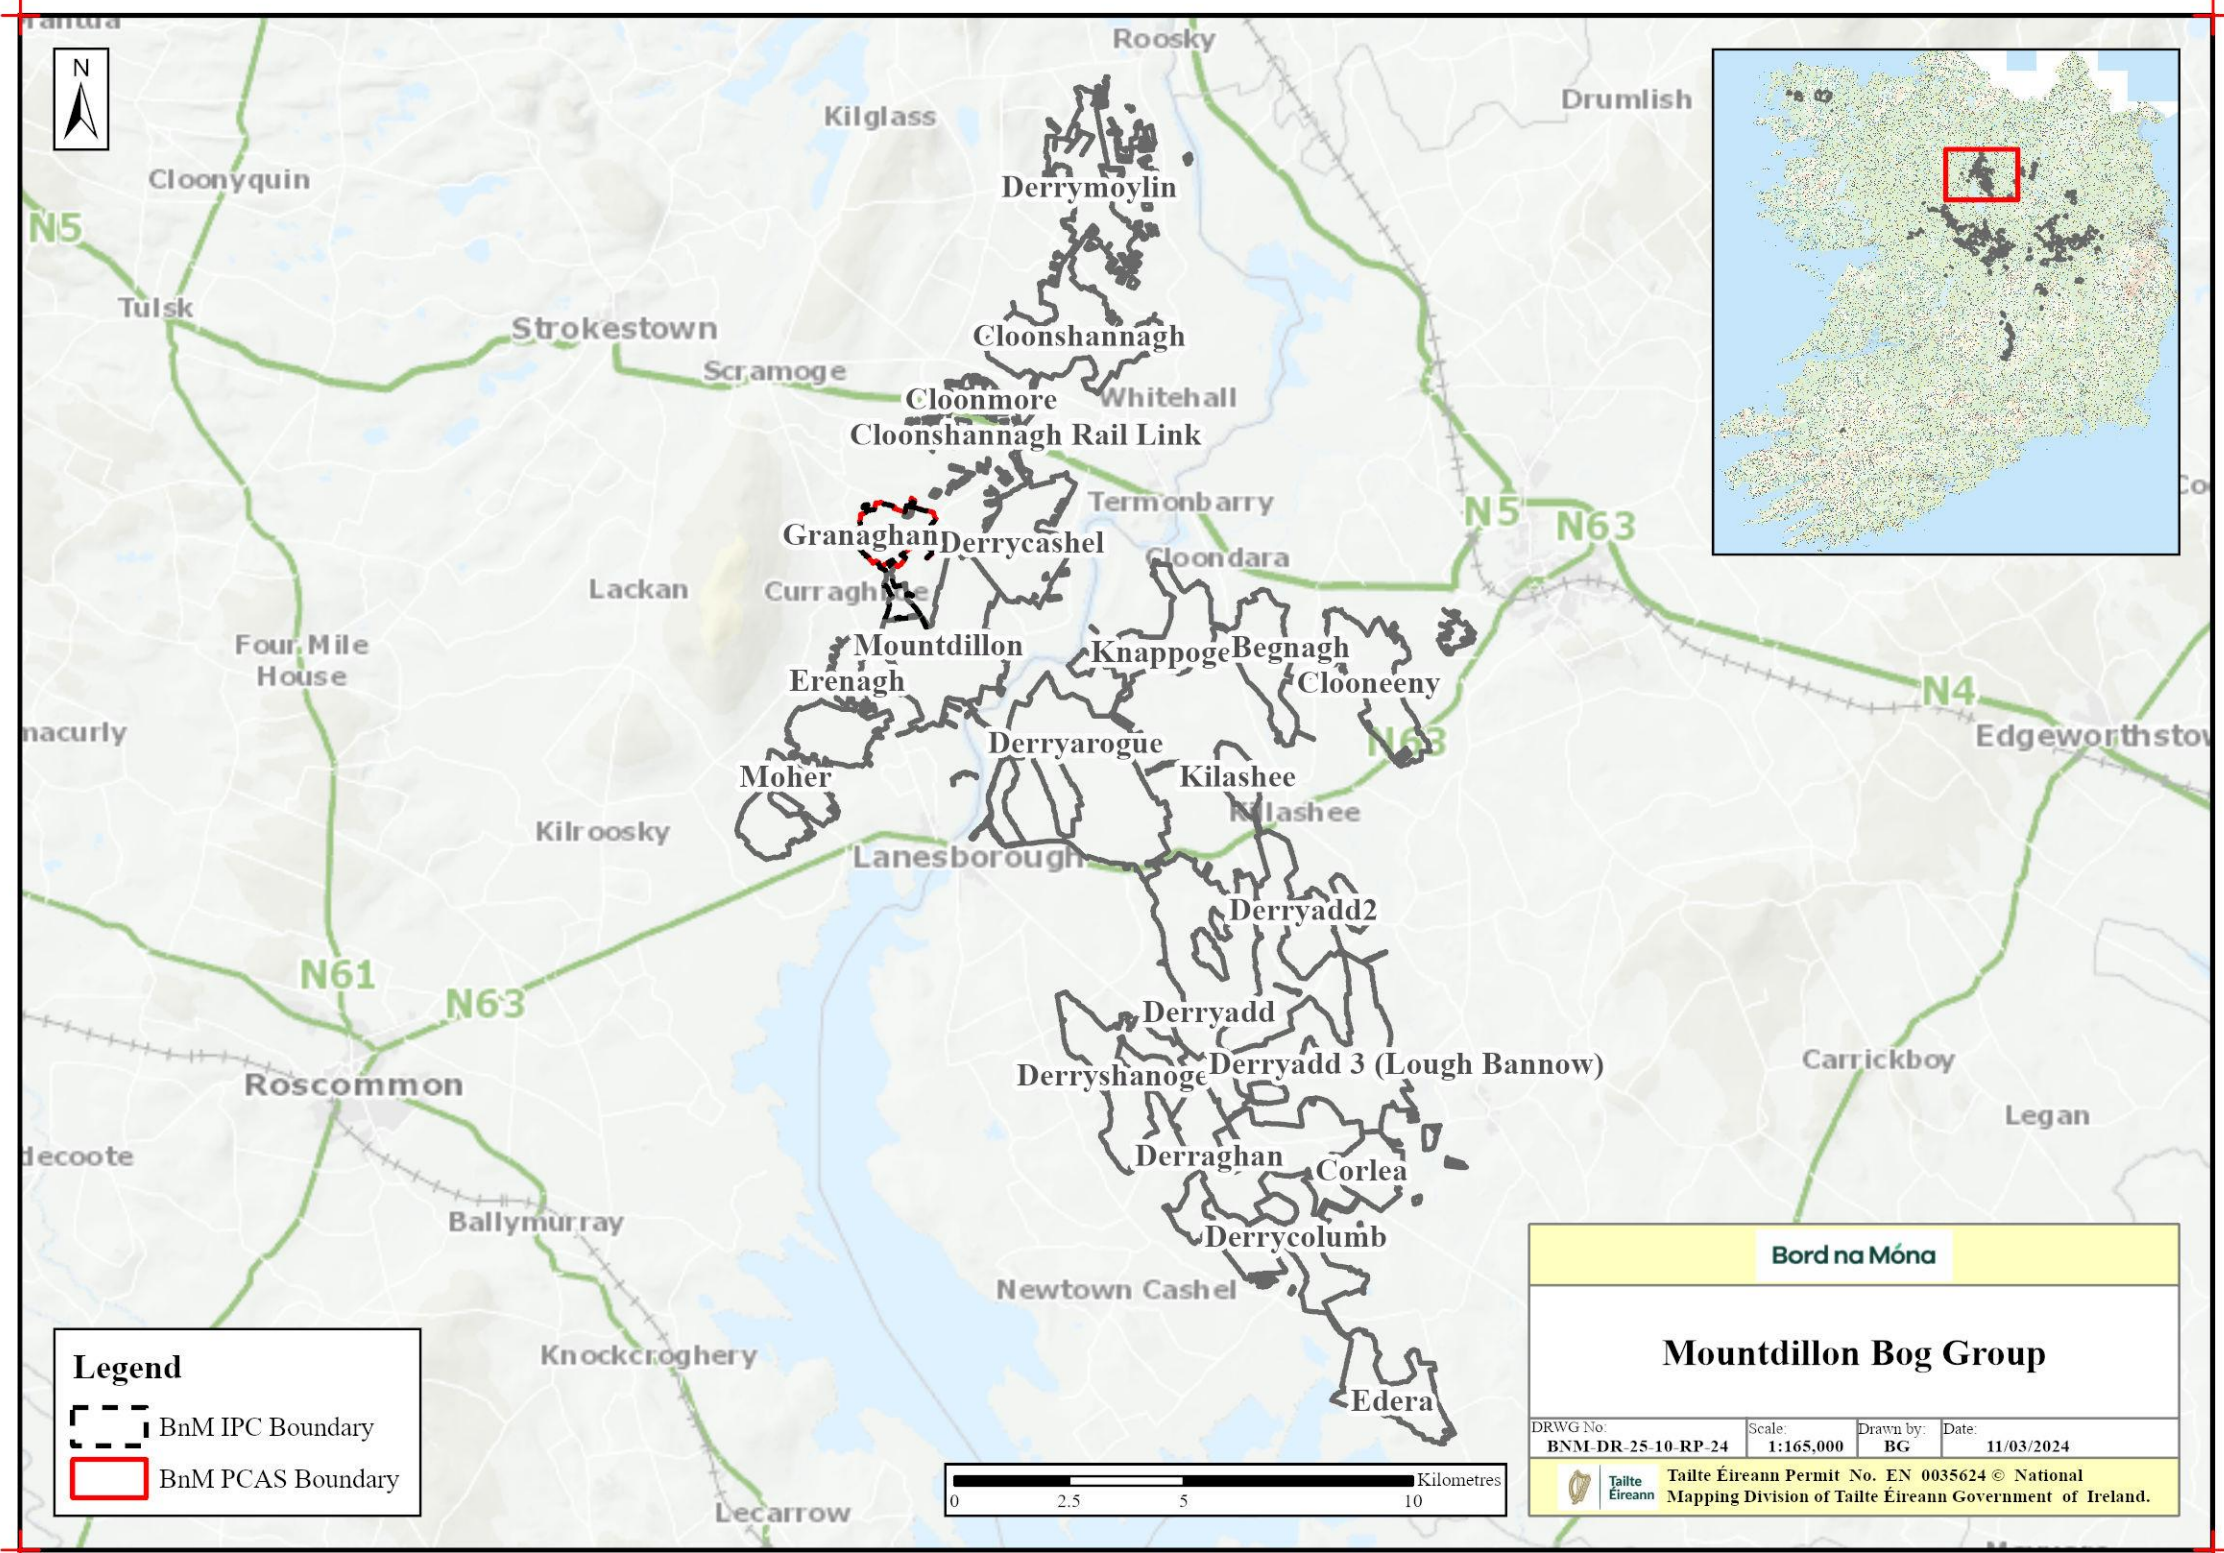 Roosky
N
Drumlish
Kilglass
Cloonyquin
Derrymoylin
N5
Tulsk
Strokestown
Cloonshannagh
Scramoge
Cloonmore
Whitehall
Cloonshannagh Rail Link
Termonbarry
N5
N63
Granaghan
Derrycashel
Cloondara
Lackan
Four Mile
House
Mountdillon
Knappoge
Begnagh
Erenagh
Clooneeny
N4
macurly
Edgeworthstow
N63
Derryarogue
Moher
Kilashee
Killashee
Kilroosky
Lanesborough
Derryadd2
N61
N63
Derryadd
Derryshanoge
Derryadd 3 (Lough Bannow)
Carrickboy
Roscommon
Legan
decoote
Derraghan
Corlea
Ballymurray
Derrycolumb
Newtown Cashel
Knockcroghery
Edera
Lecarrow
Legend
BnM IPC Boundary
BnM PCAS Boundary
Kilometres
0 2.5 5 10
Bord na Móna
Mountdillon Bog Group
DRWG No: Scale: Drawn by: Date:
BNM-DR-25-10-RP-24 1:165,000 BG 11/03/2024
Tailte
Éireann
Tailte Éireann Permit No. EN 0035624 © National
Mapping Division of Tailte Éireann Government of Ireland.